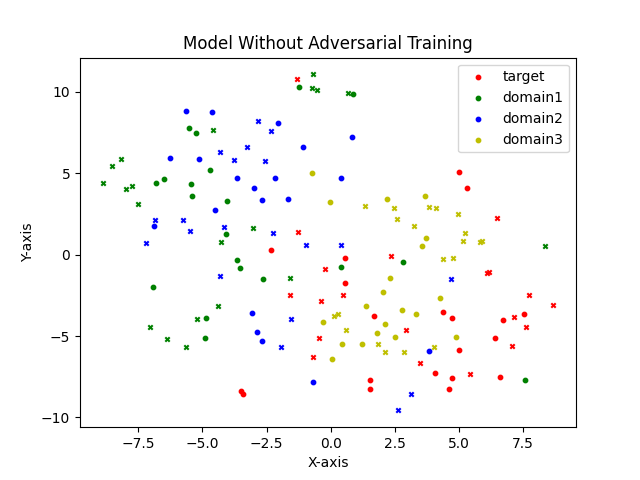 Model Without Adversarial Training
target
domain1
domain2
domain3
10
5
0
−5
−10
Y-axis
−7.5 −5.0 −2.5 0.0 2.5 5.0 7.5
X-axis